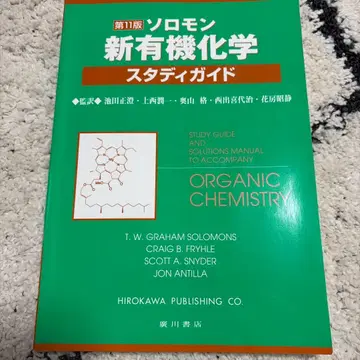 第11版 ソロモン
新有機化学
スタディガイド
◆監訳◆ 池田正澄・上西潤一・奥山 格・西出喜代治・花房昭静
STUDY GUIDE
AND
SOLUTIONS MANUAL
TO ACCOMPANY
ORGANIC
CHEMISTRY
T. W. GRAHAM SOLOMONS
CRAIG B. FRYHLE
SCOTT A. SNYDER
JON ANTILLA
HIROKAWA PUBLISHING CO.
廣川書店